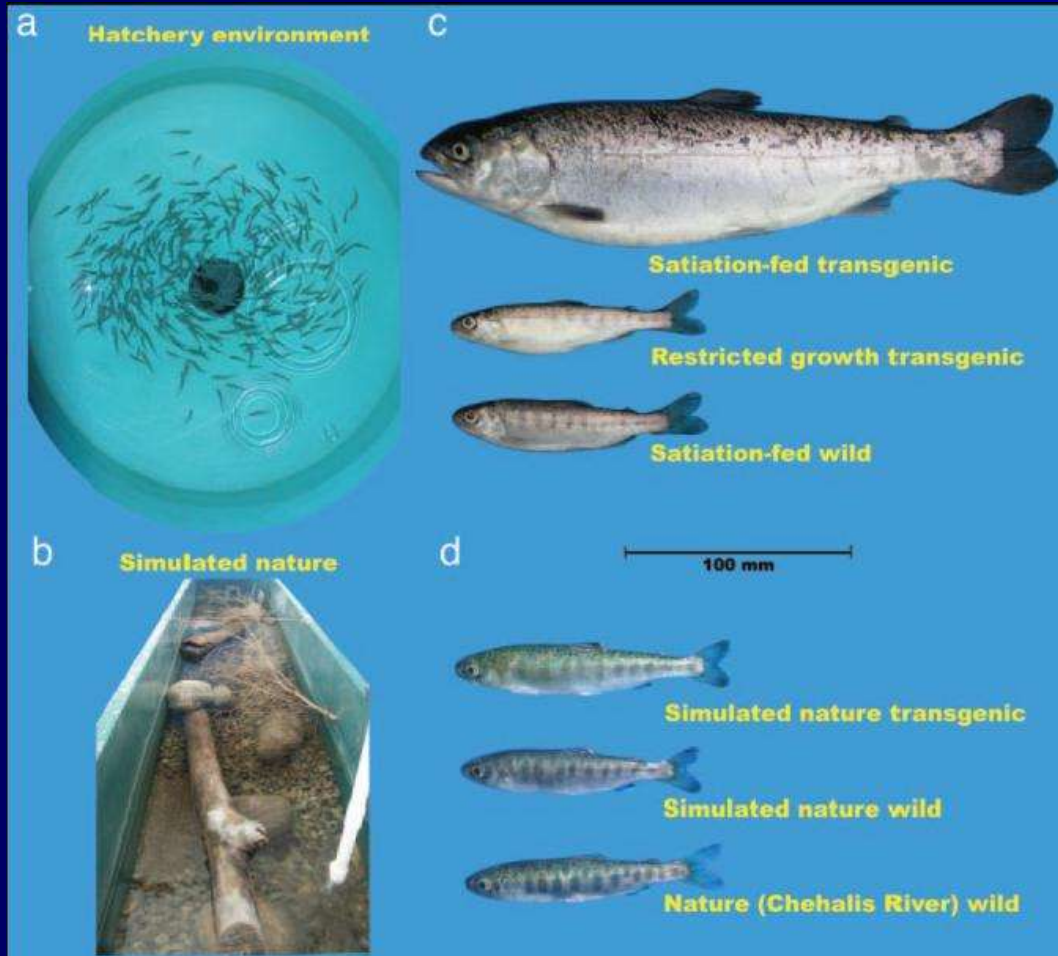 a
Hatchery environment
c
Satiation-fed transgenic
Restricted growth transgenic
Satiation-fed wild
b
Simulated nature
d
100 mm
Simulated nature transgenic
Simulated nature wild
Nature (Chehalis River) wild